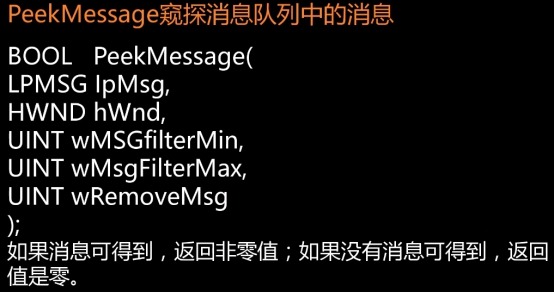 PeekMessage窥探消息队列中的消息
BOOL PeekMessage(
LPMSG lpMsg,
HWND hWnd,
UINT wMSGfilterMin,
UINT wMsgFilterMax,
UINT wRemoveMsg
);
如果消息可得到，返回非零值；如果没有消息可得到，返回
值是零。